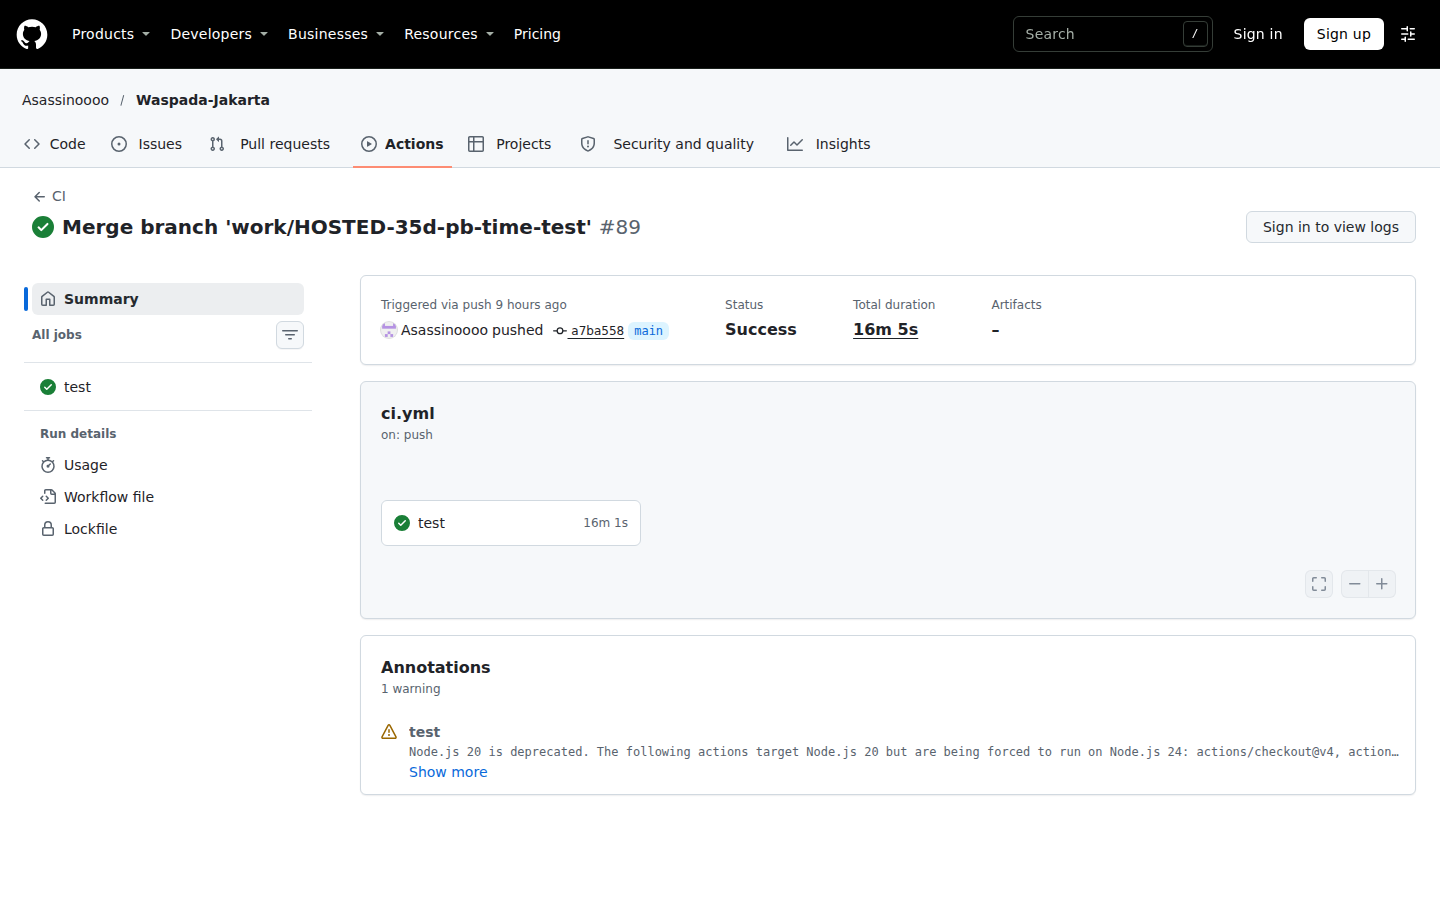 Products Developers Businesses Resources Pricing Search / Sign in Sign up
Asassinoooo / Waspada-Jakarta
Code Issues Pull requests Actions Projects Security and quality Insights
CI
Merge branch 'work/HOSTED-35d-pb-time-test' #89
Sign in to view logs
Summary
All jobs
test
Run details
Usage
Workflow file
Lockfile
Triggered via push 9 hours ago
Asassinoooo pushed a7ba558 main
Status
Success
Total duration
16m 5s
Artifacts
–
ci.yml
on: push
test 16m 1s
Annotations
1 warning
test
Node.js 20 is deprecated. The following actions target Node.js 20 but are being forced to run on Node.js 24: actions/checkout@v4, action…
Show more